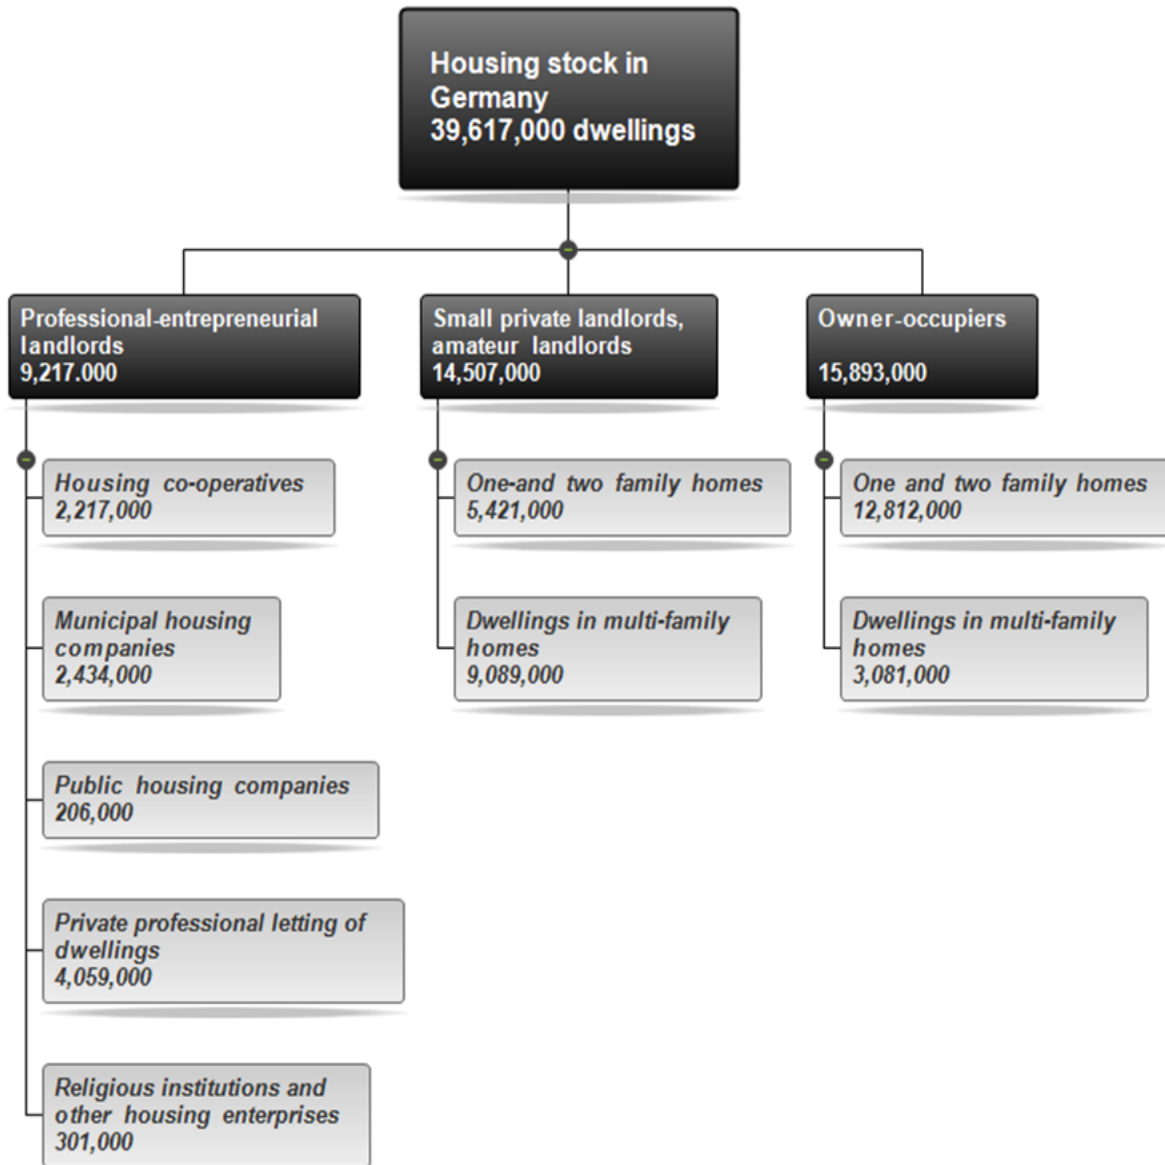 Housing stock in
Germany
39,617,000 dwellings
Professional-entrepreneurial
landlords
9,217.000
Small private landlords,
amateur landlords
14,507,000
Owner-occupiers
15,893,000
Housing co-operatives
2,217,000
Municipal housing
companies
2,434,000
Public housing companies
206,000
Private professional letting of
dwellings
4,059,000
Religious institutions and
other housing enterprises
301,000
One-and two family homes
5,421,000
Dwellings in multi-family
homes
9,089,000
One and two family homes
12,812,000
Dwellings in multi-family
homes
3,081,000